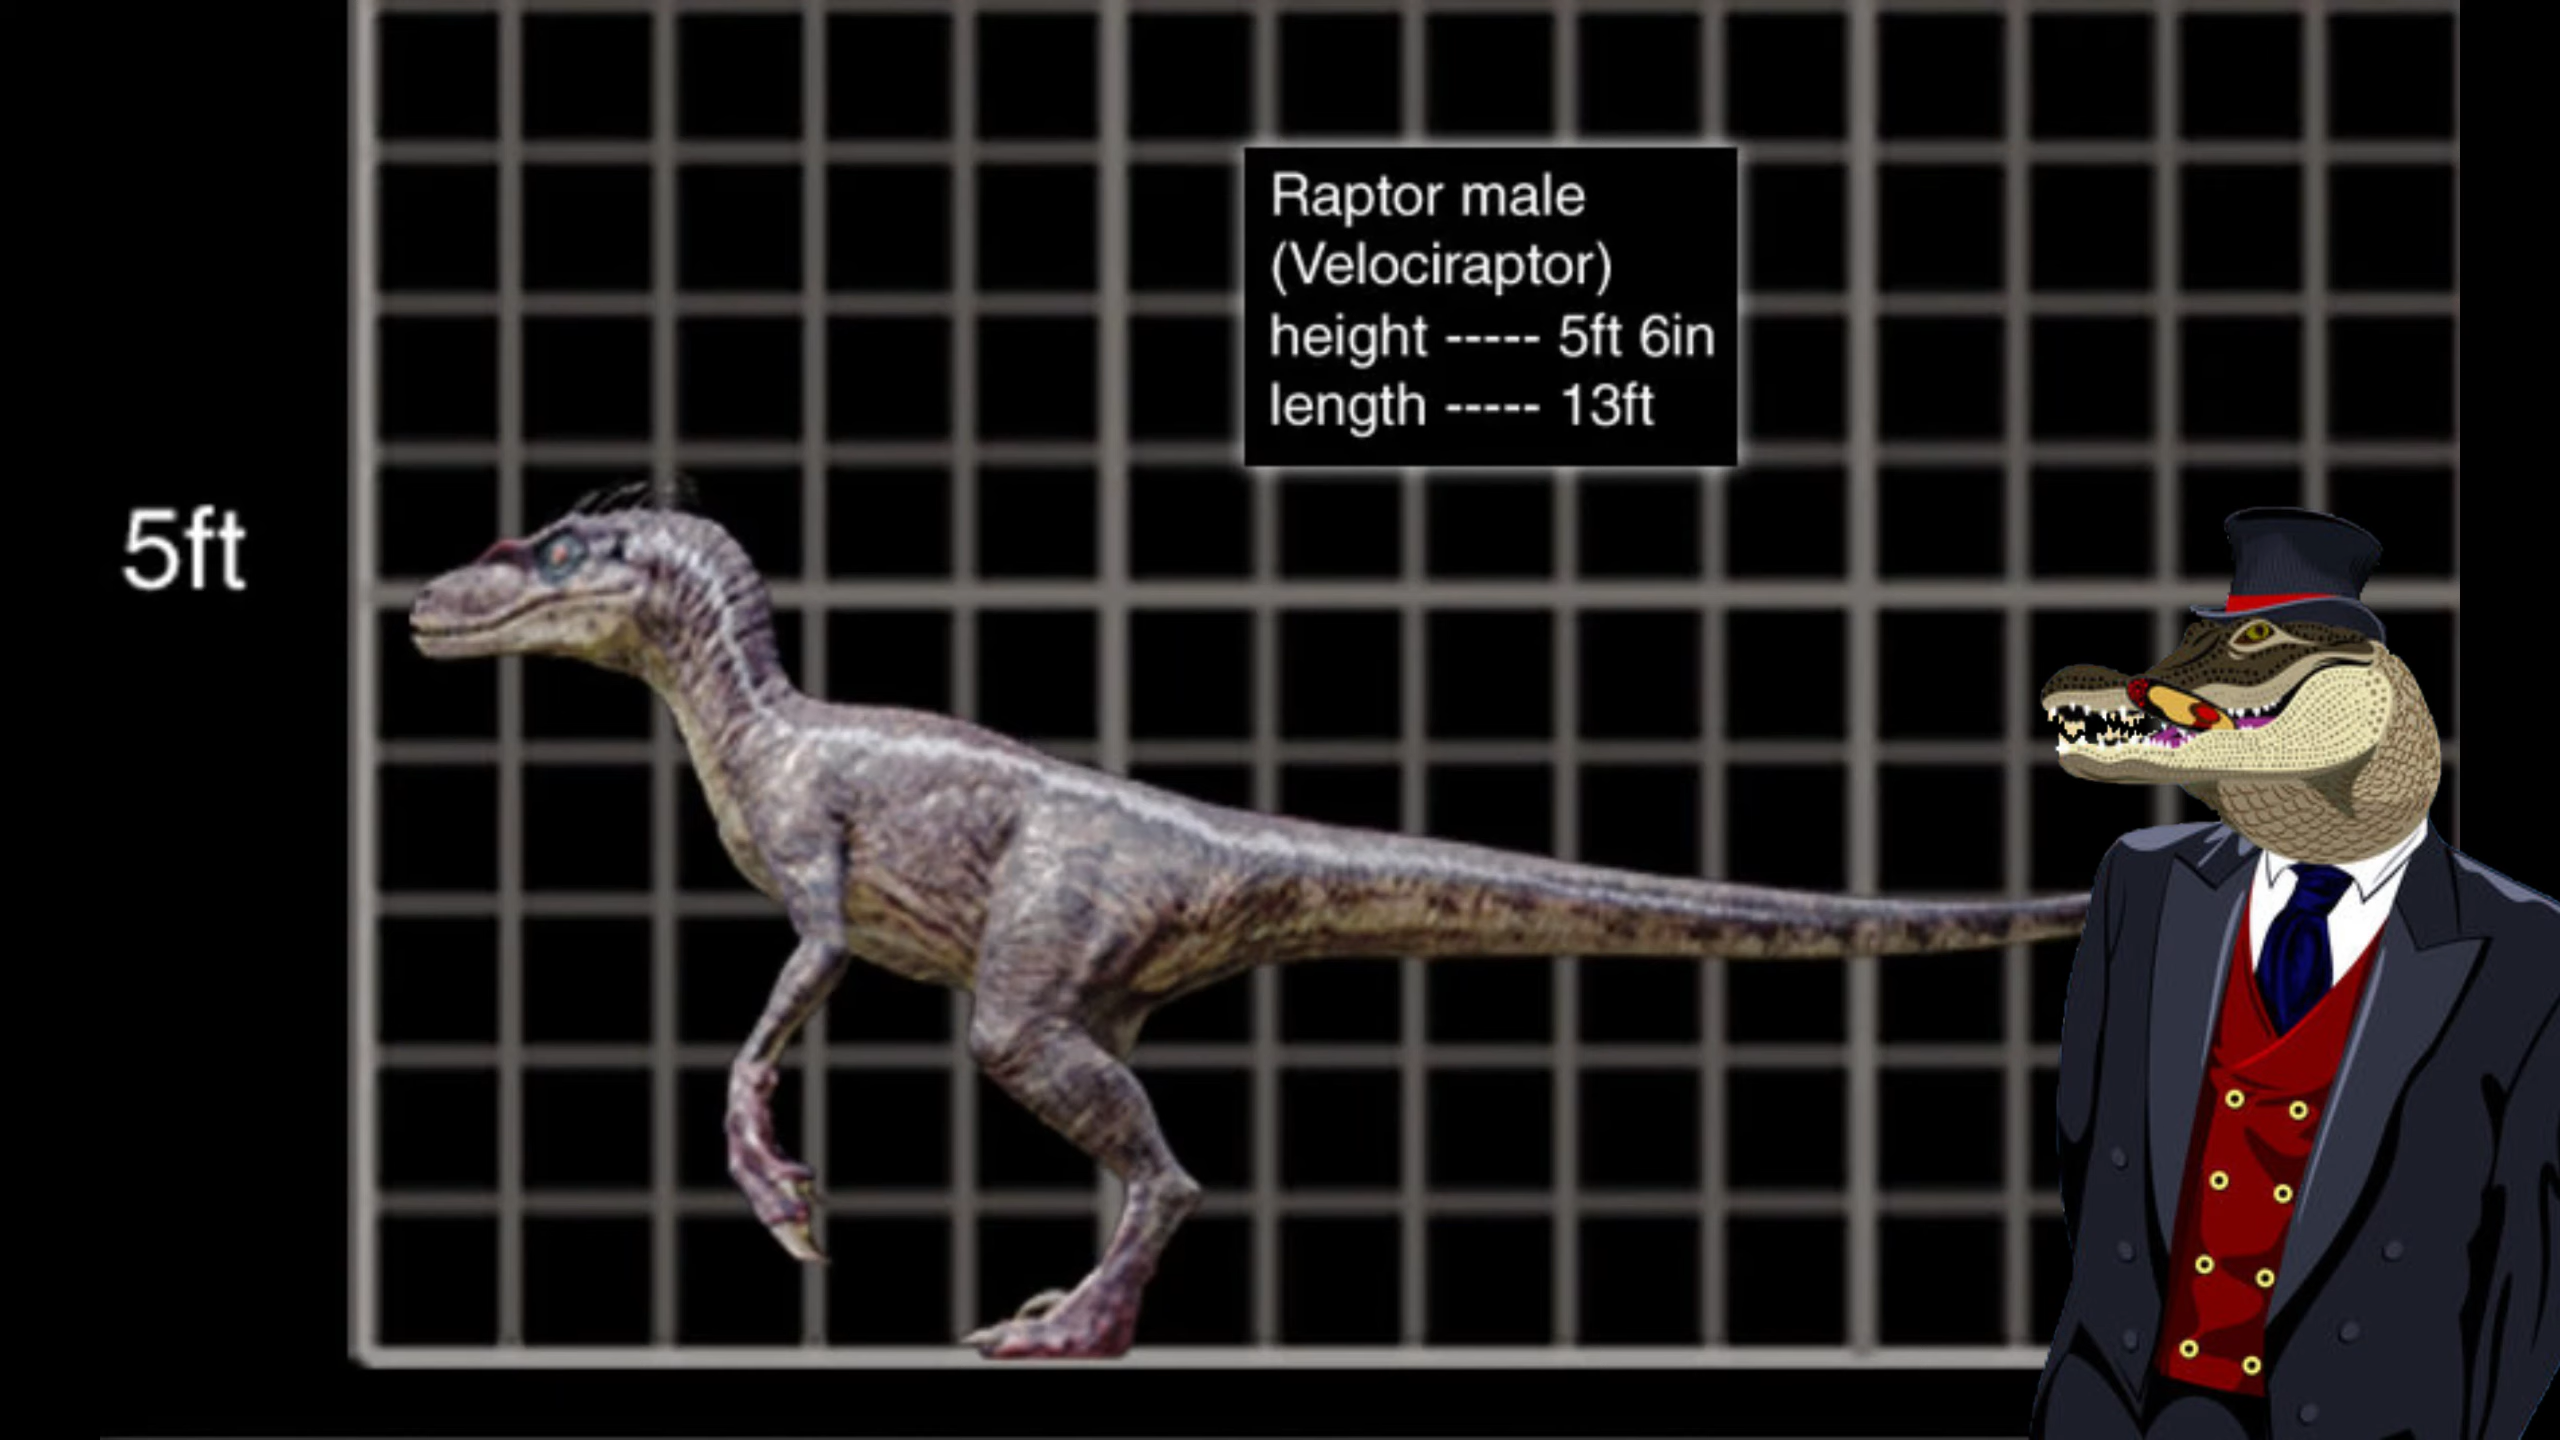 Raptor male
(Velociraptor)
height ----- 5ft 6in
length ----- 13ft
5ft